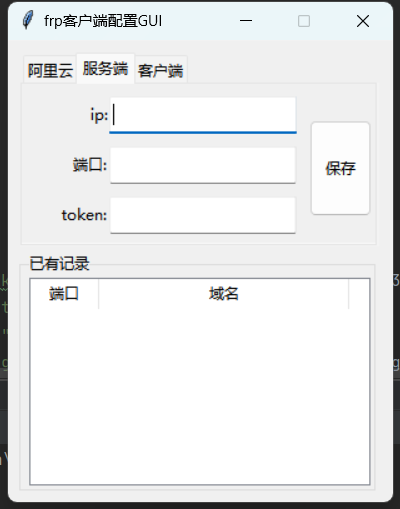 frp客户端配置GUI
阿里云 服务端 客户端
ip:
端口:
保存
token:
已有记录
端口 域名